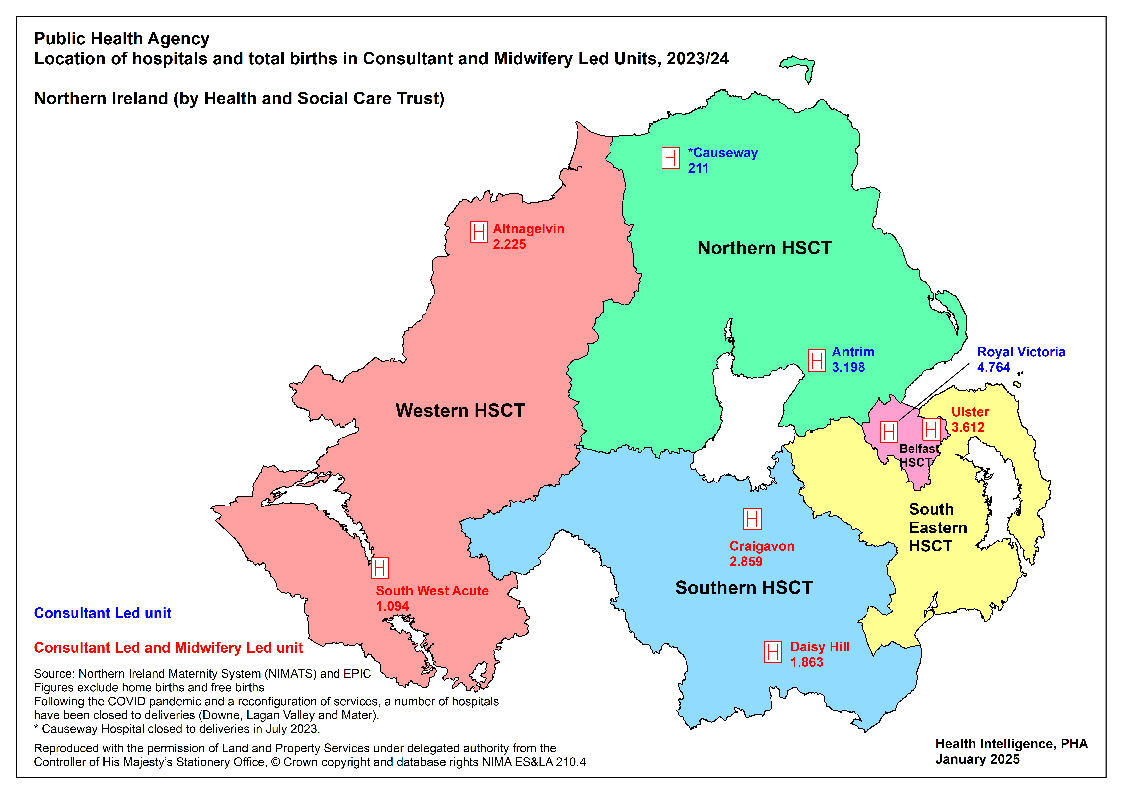 Public Health Agency
Location of hospitals and total births in Consultant and Midwifery Led Units, 2023/24
Northern Ireland (by Health and Social Care Trust)
*Causeway
211
Altnagelvin
2.225
Northern HSCT
Antrim
3.198
Royal Victoria
4.764
Western HSCT
Ulster
3.612
Belfast
HSCT
South
Eastern
HSCT
Craigavon
2.859
Southern HSCT
South West Acute
1.094
Daisy Hill
1.863
Consultant Led unit
Consultant Led and Midwifery Led unit
Source: Northern Ireland Maternity System (NIMATS) and EPIC
Figures exclude home births and free births
Following the COVID pandemic and a reconfiguration of services, a number of hospitals
have been closed to deliveries (Downe, Lagan Valley and Mater).
* Causeway Hospital closed to deliveries in July 2023.
Reproduced with the permission of Land and Property Services under delegated authority from the
Controller of His Majesty's Stationery Office, © Crown copyright and database rights NIMA ES&LA 210.4
Health Intelligence, PHA
January 2025